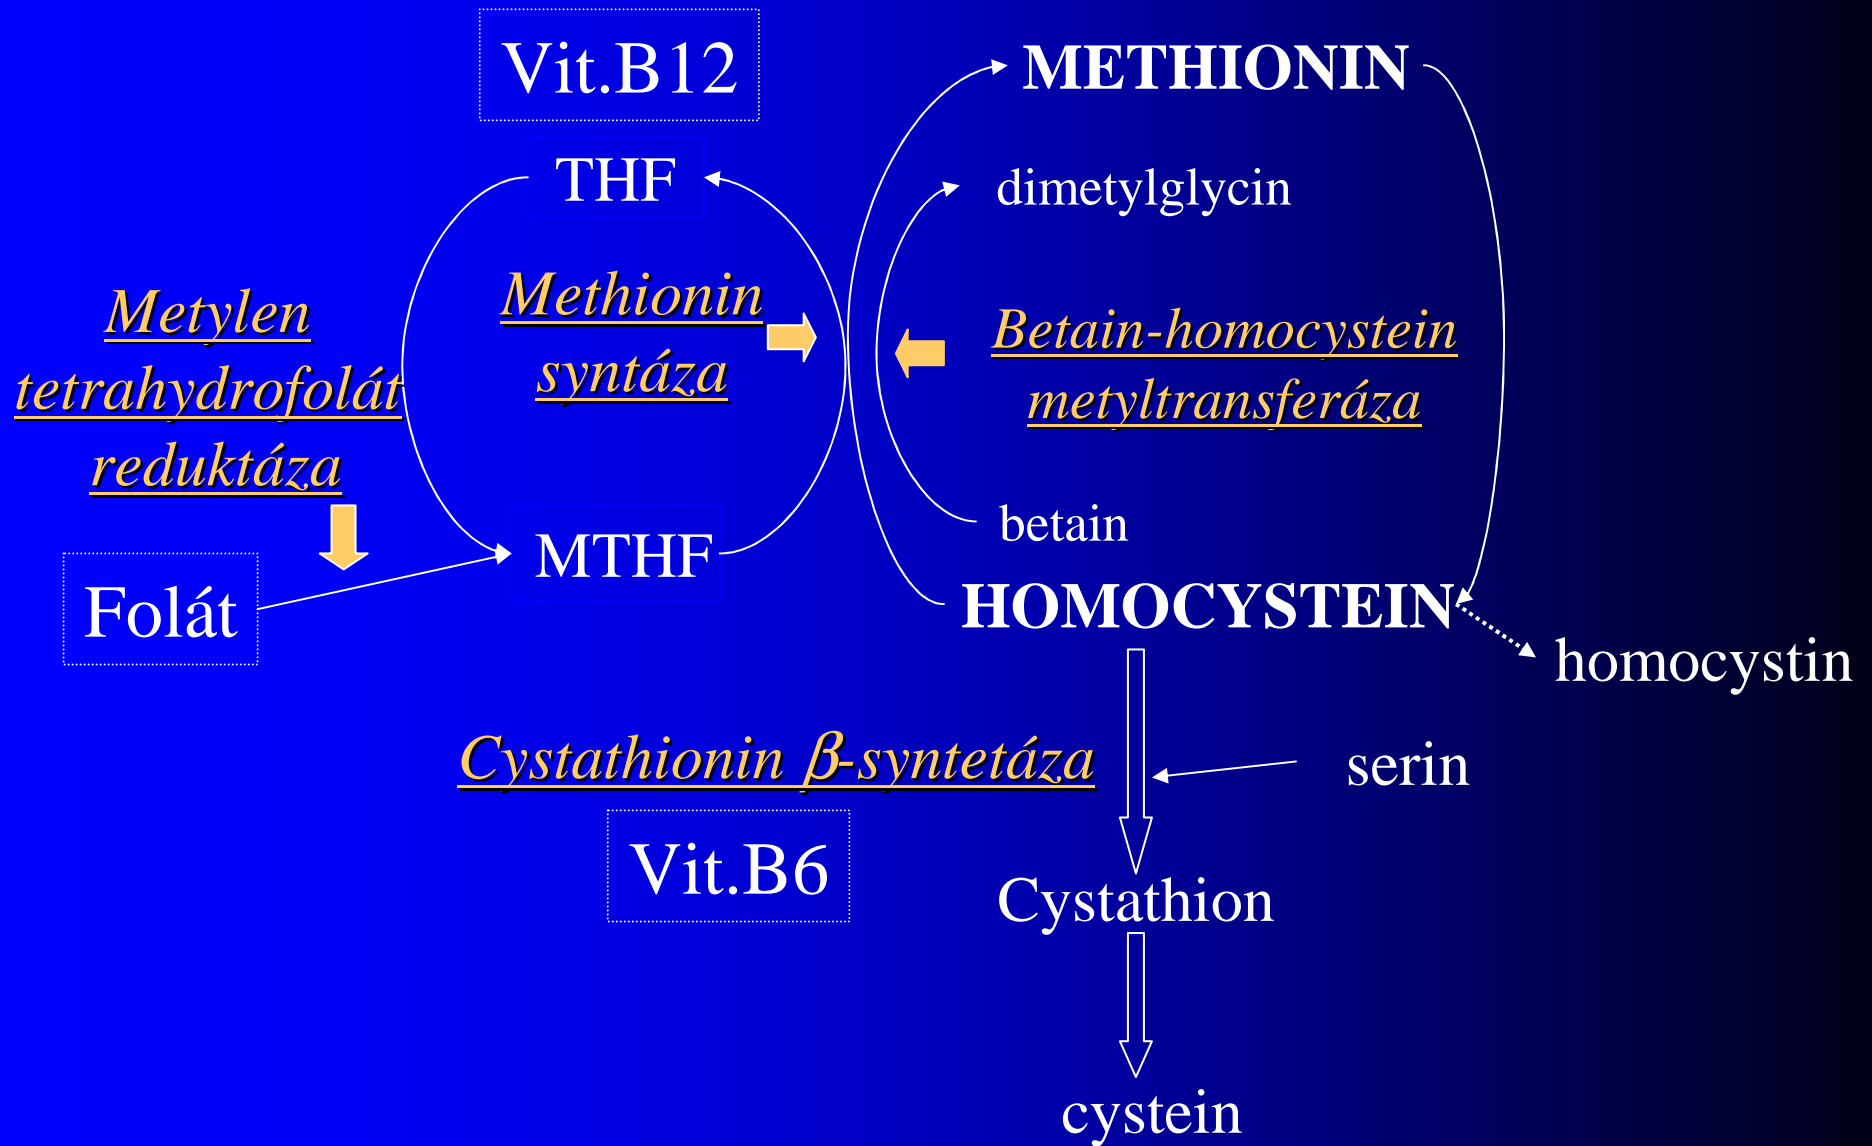 Vit.B12
METHIONIN
THF
dimetylglycin
Metylen
tetrahydrofolát
reduktáza
Methionin
syntáza
Betain-homocystein
metyltransferáza
betain
MTHF
Folát
HOMOCYSTEIN
homocystin
Cystathionin β-syntetáza
serin
Vit.B6
Cystathion
cystein